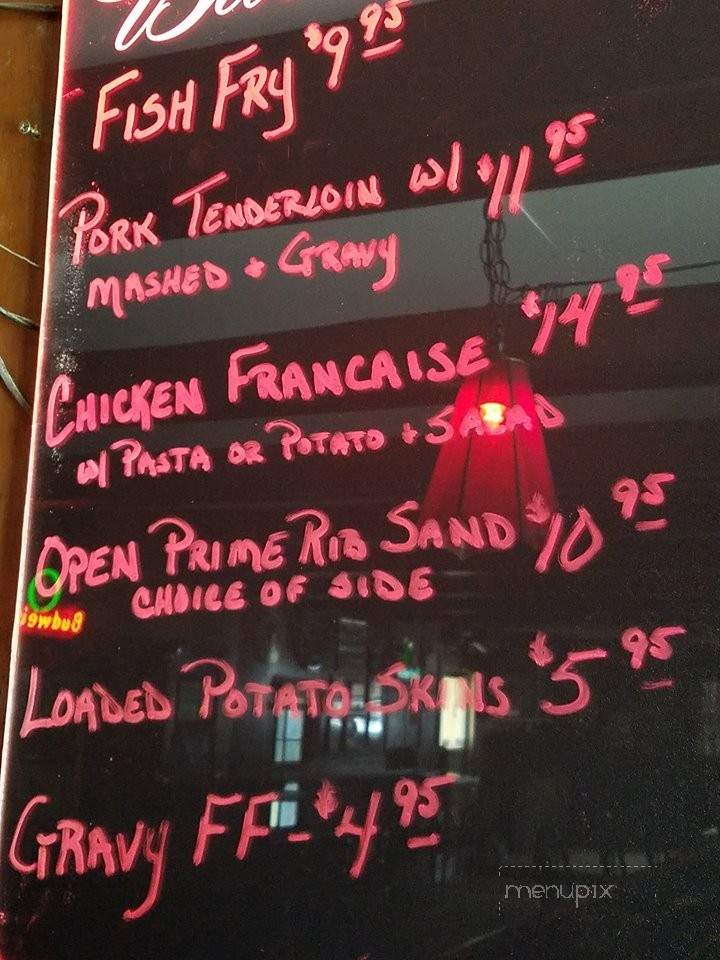 FISH FRY $9.95
PORK TENDERLOIN w/ $11.95
MASHED + GRAVY
CHICKEN FRANCAISE $14.95
w/ PASTA OR POTATO + SALAD
OPEN PRIME RIB SAND $10.95
CHOICE OF SIDE
LOADED POTATO SKINS $5.95
GRAVY FF - $4.95
menupix